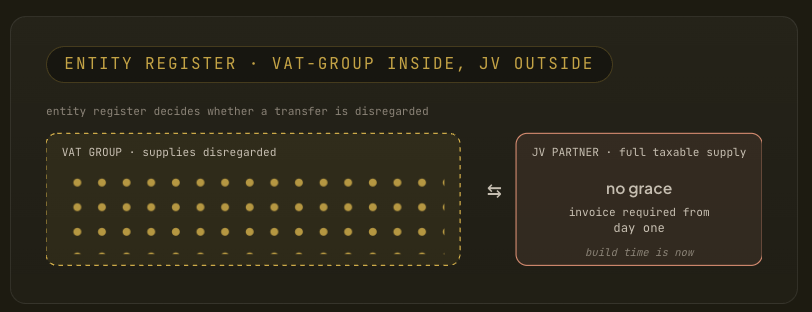 ENTITY REGISTER · VAT-GROUP INSIDE, JV OUTSIDE
entity register decides whether a transfer is disregarded
VAT GROUP · supplies disregarded
JV PARTNER · full taxable supply
no grace
invoice required from
day one
build time is now